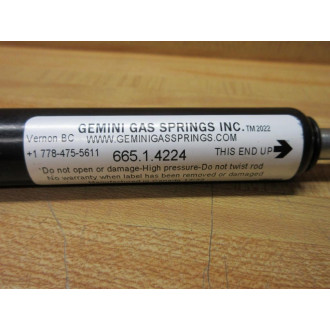 GEMINI GAS SPRINGS INC.™2022
Vernon BC WWW.GEMINIGASSPRINGS.COM
+1 778-475-5611 665.1.4224 THIS END UP
*Do not open or damage-High pressure-Do not twist rod
No warranty when label has been removed or damaged